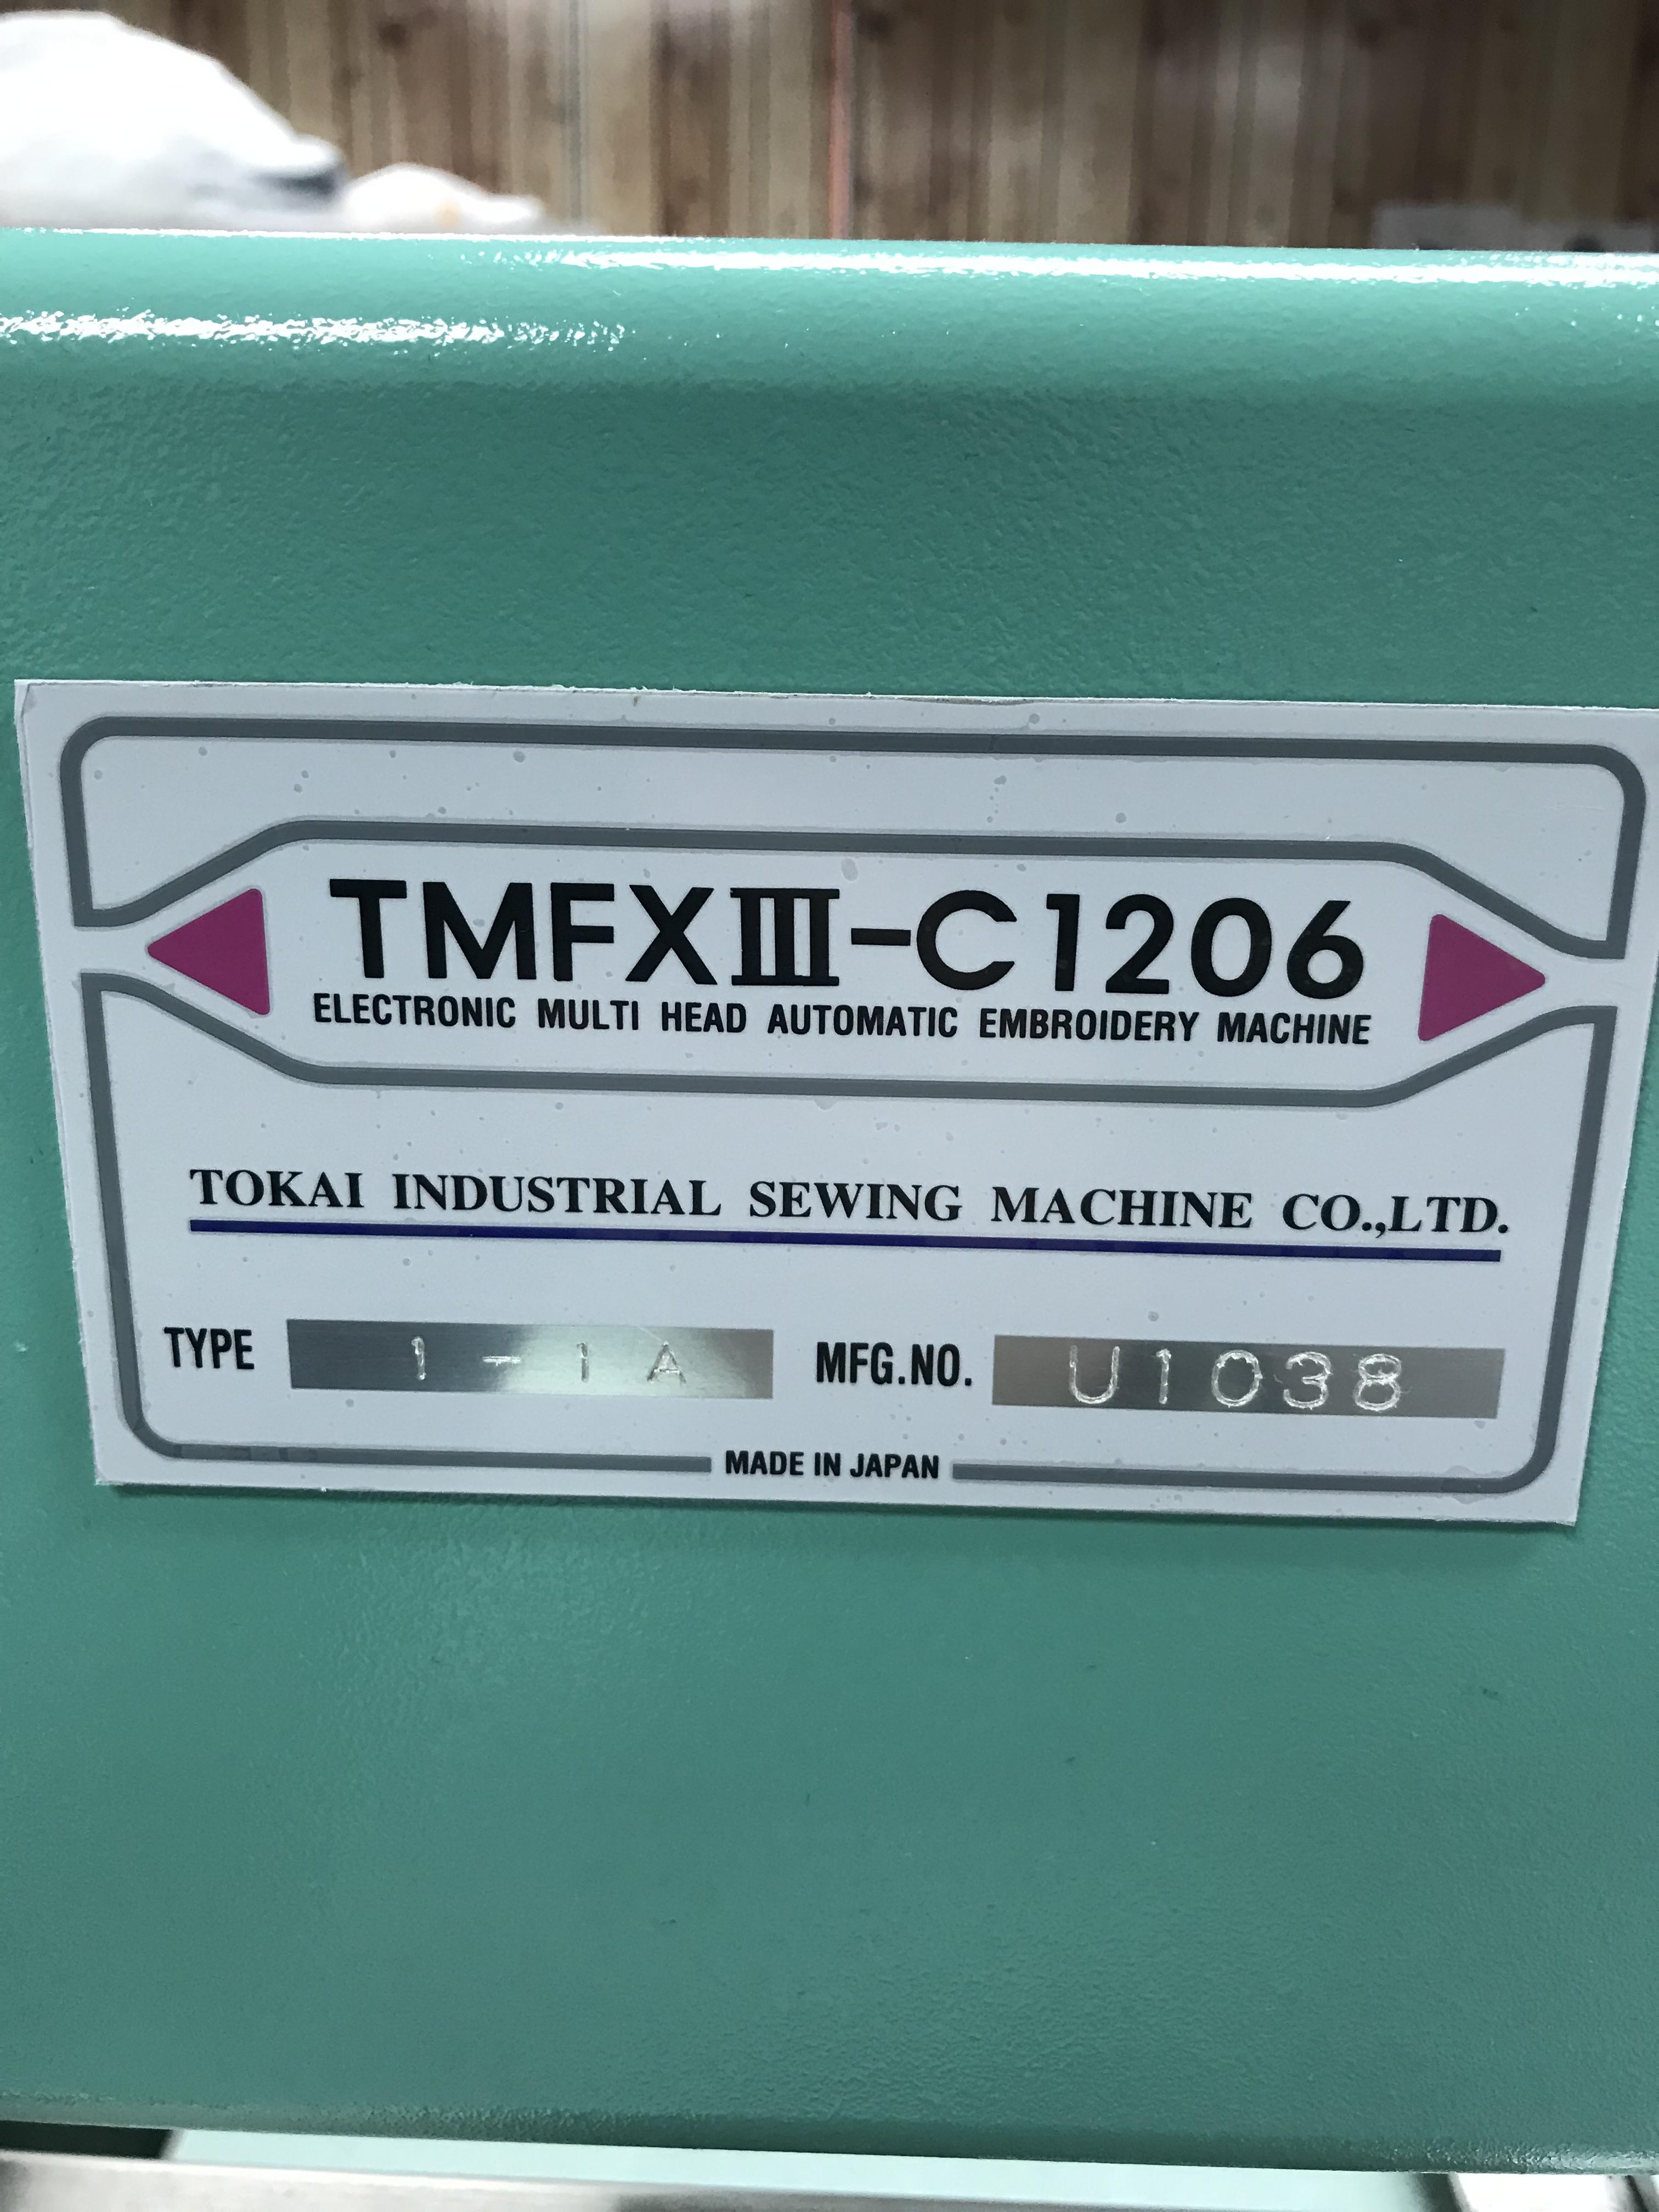 TMFXⅢ-C1206
ELECTRONIC MULTI HEAD AUTOMATIC EMBROIDERY MACHINE
TOKAI INDUSTRIAL SEWING MACHINE CO.,LTD.
TYPE 1-1A MFG.NO. U1038
MADE IN JAPAN